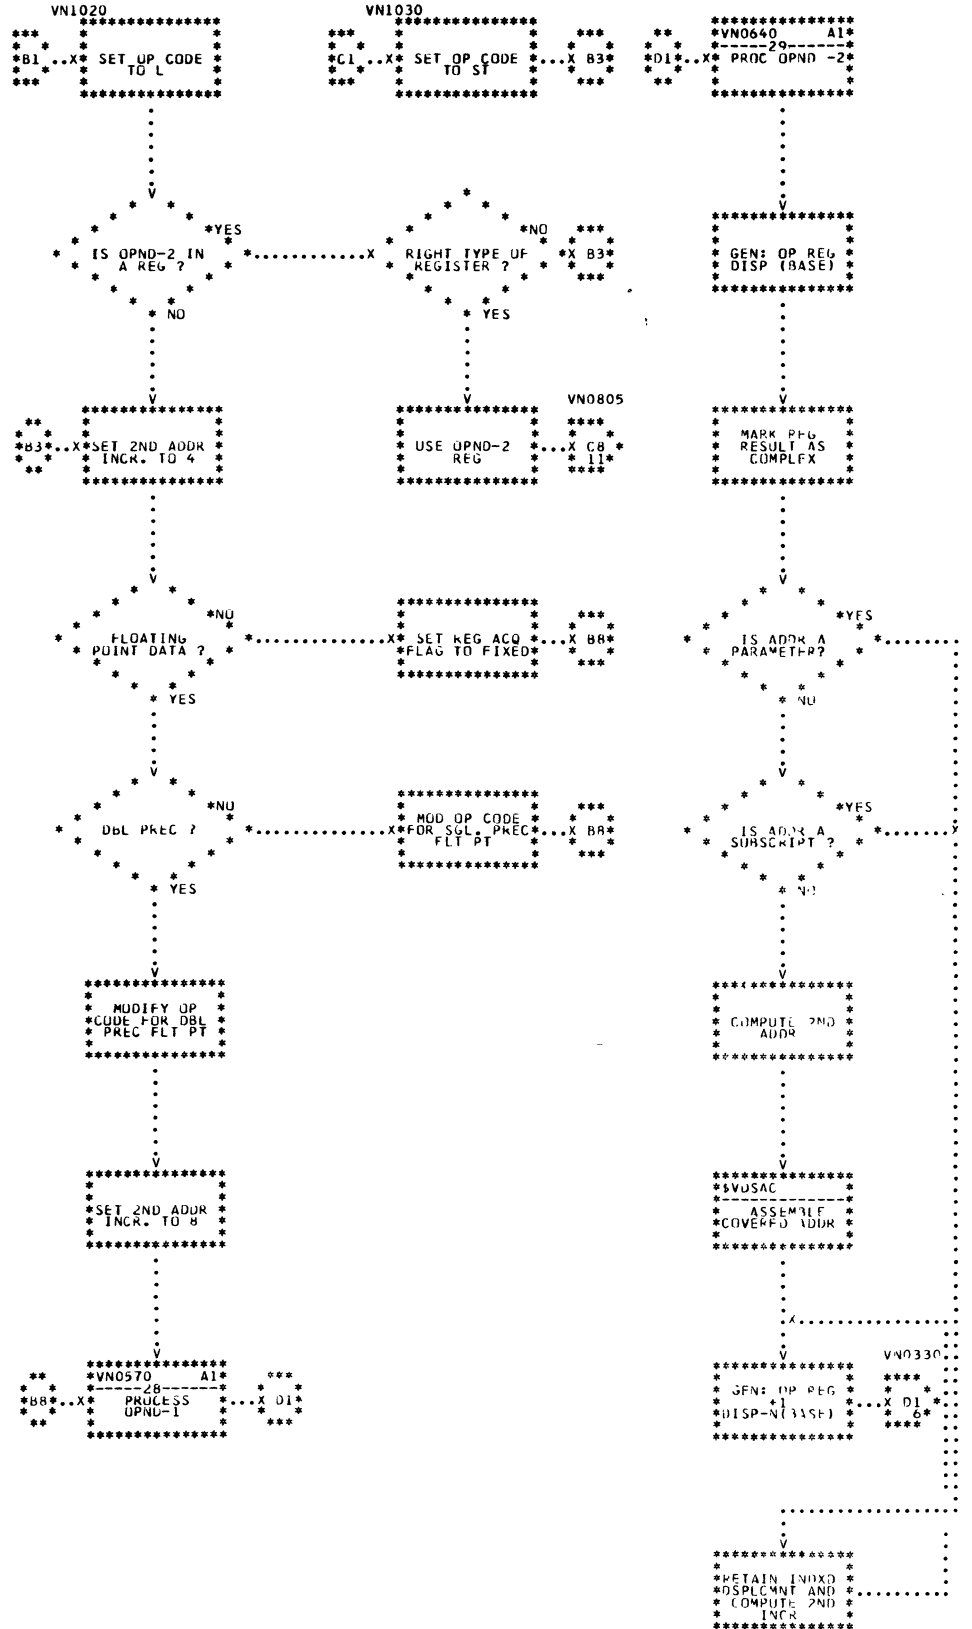 VN1020
B1
SET OP CODE
TO L
IS OPND-2 IN
A REG ?
YES
NO
B3
SET 2ND ADDR
INCR. TO 4
FLOATING
POINT DATA ?
NO
YES
DBL PREC ?
NO
YES
MODIFY OP
CODE FOR DBL
PREC FLT PT
SET 2ND ADDR
INCR. TO 8
B8
VN0570 A1
28
PROCESS
OPND-1
D1
VN1030
C1
SET OP CODE
TO ST
B3
RIGHT TYPE OF
REGISTER ?
NO
B3
YES
USE OPND-2
REG
VN0805
C8
11
SET REG ACQ
FLAG TO FIXED
B8
MOD OP CODE
FOR SGL. PREC
FLT PT
B8
D1
VN0640 A1
29
PROC OPND -2
GEN: OP REG
DISP (BASE)
MARK REG
RESULT AS
COMPLEX
IS ADDR A
PARAMETER?
YES
NO
IS ADDR A
SUBSCRIPT ?
YES
NO
COMPUTE 2ND
ADDR
$VDSAC
ASSEMBLE
COVERED ADDR
GEN: OP REG
+1
DISP-N(BASE)
VN0330
D1
6
RETAIN INDXD
DSPLCMNT AND
COMPUTE 2ND
INCR